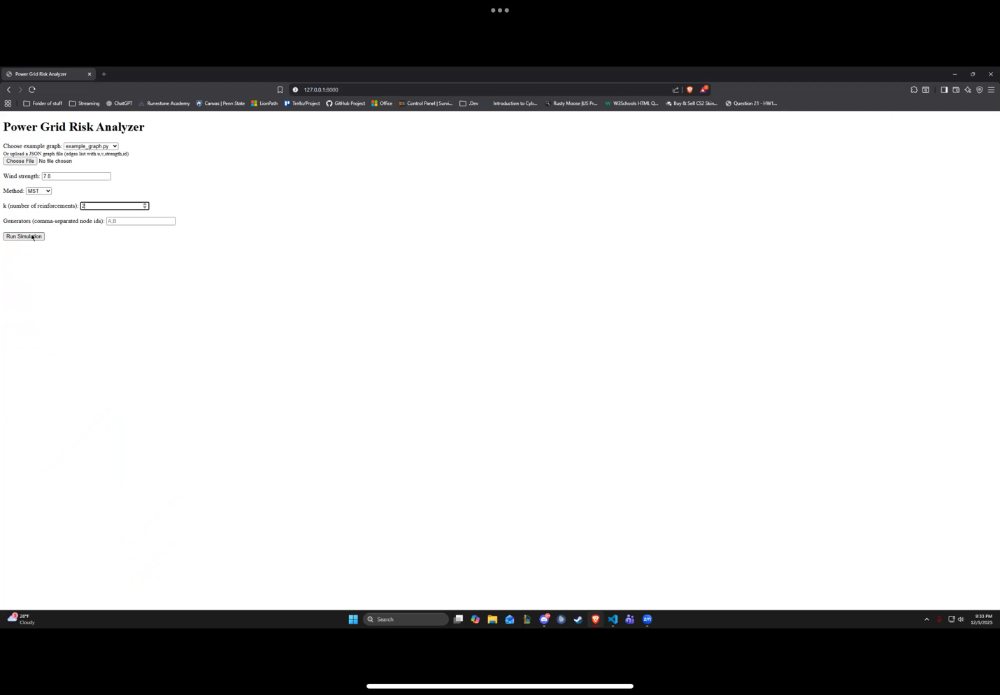 Power Grid Risk Analyzer
127.0.0.1:8000
Folder of stuff Streaming ChatGPT Runestone Academy Canvas | Penn State LionPath Trello/Project GitHub Project Office Control Panel | Survi... .Dev Introduction to Cyb... Rusty Moose |US Pr... W3Schools HTML Q... Buy & Sell CS2 Skin... Question 21 - HW1...
Power Grid Risk Analyzer
Choose example graph: example_graph.py
Or upload a JSON graph file (edges list with u,v,strength,id)
Choose File No file chosen
Wind strength: 7.0
Method: MST
k (number of reinforcements): 2
Generators (comma-separated node ids): A,B
Run Simulation
28°F
Cloudy
Search
9:33 PM
12/5/2025